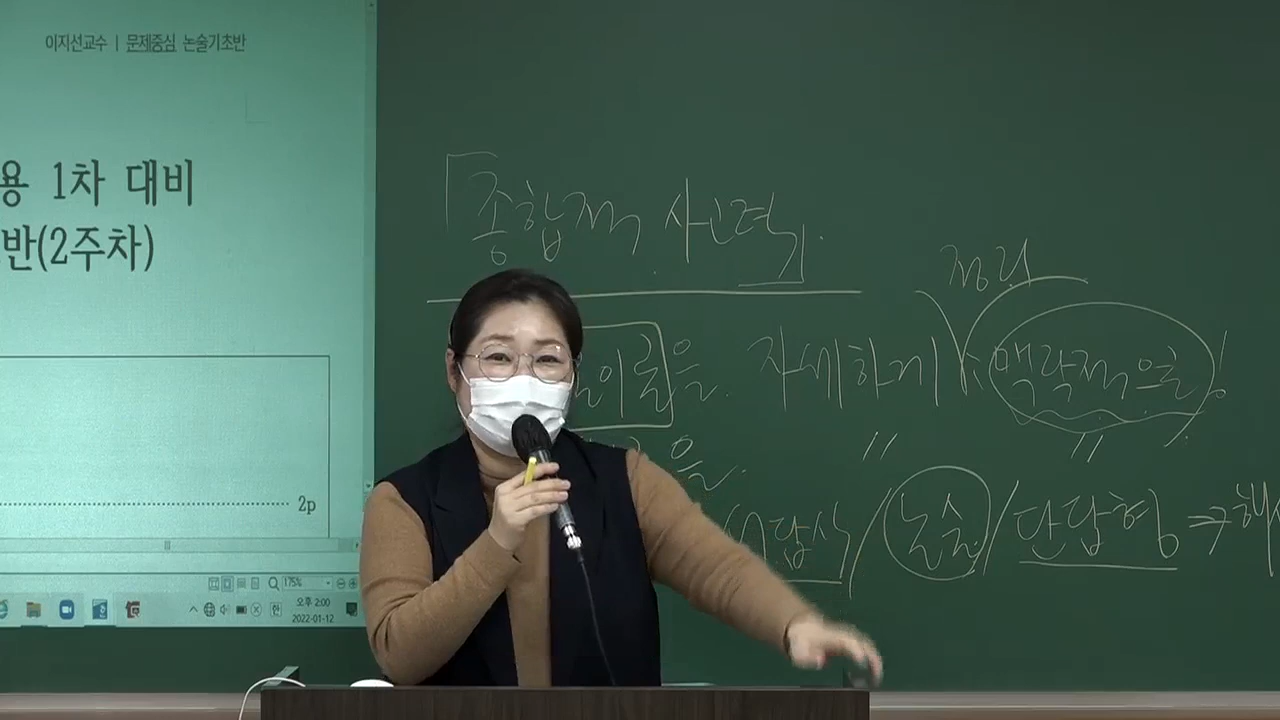 이지선교수 | 문제중심 논술기초반
용 1차 대비
반(2주차)
2p
175%
오후 2:00
2022-01-12
한
「종합적 사고력
정리
이론을 자세하게 맥락적으로!
을 〃 〃
답식/논술/단답형 ⇒